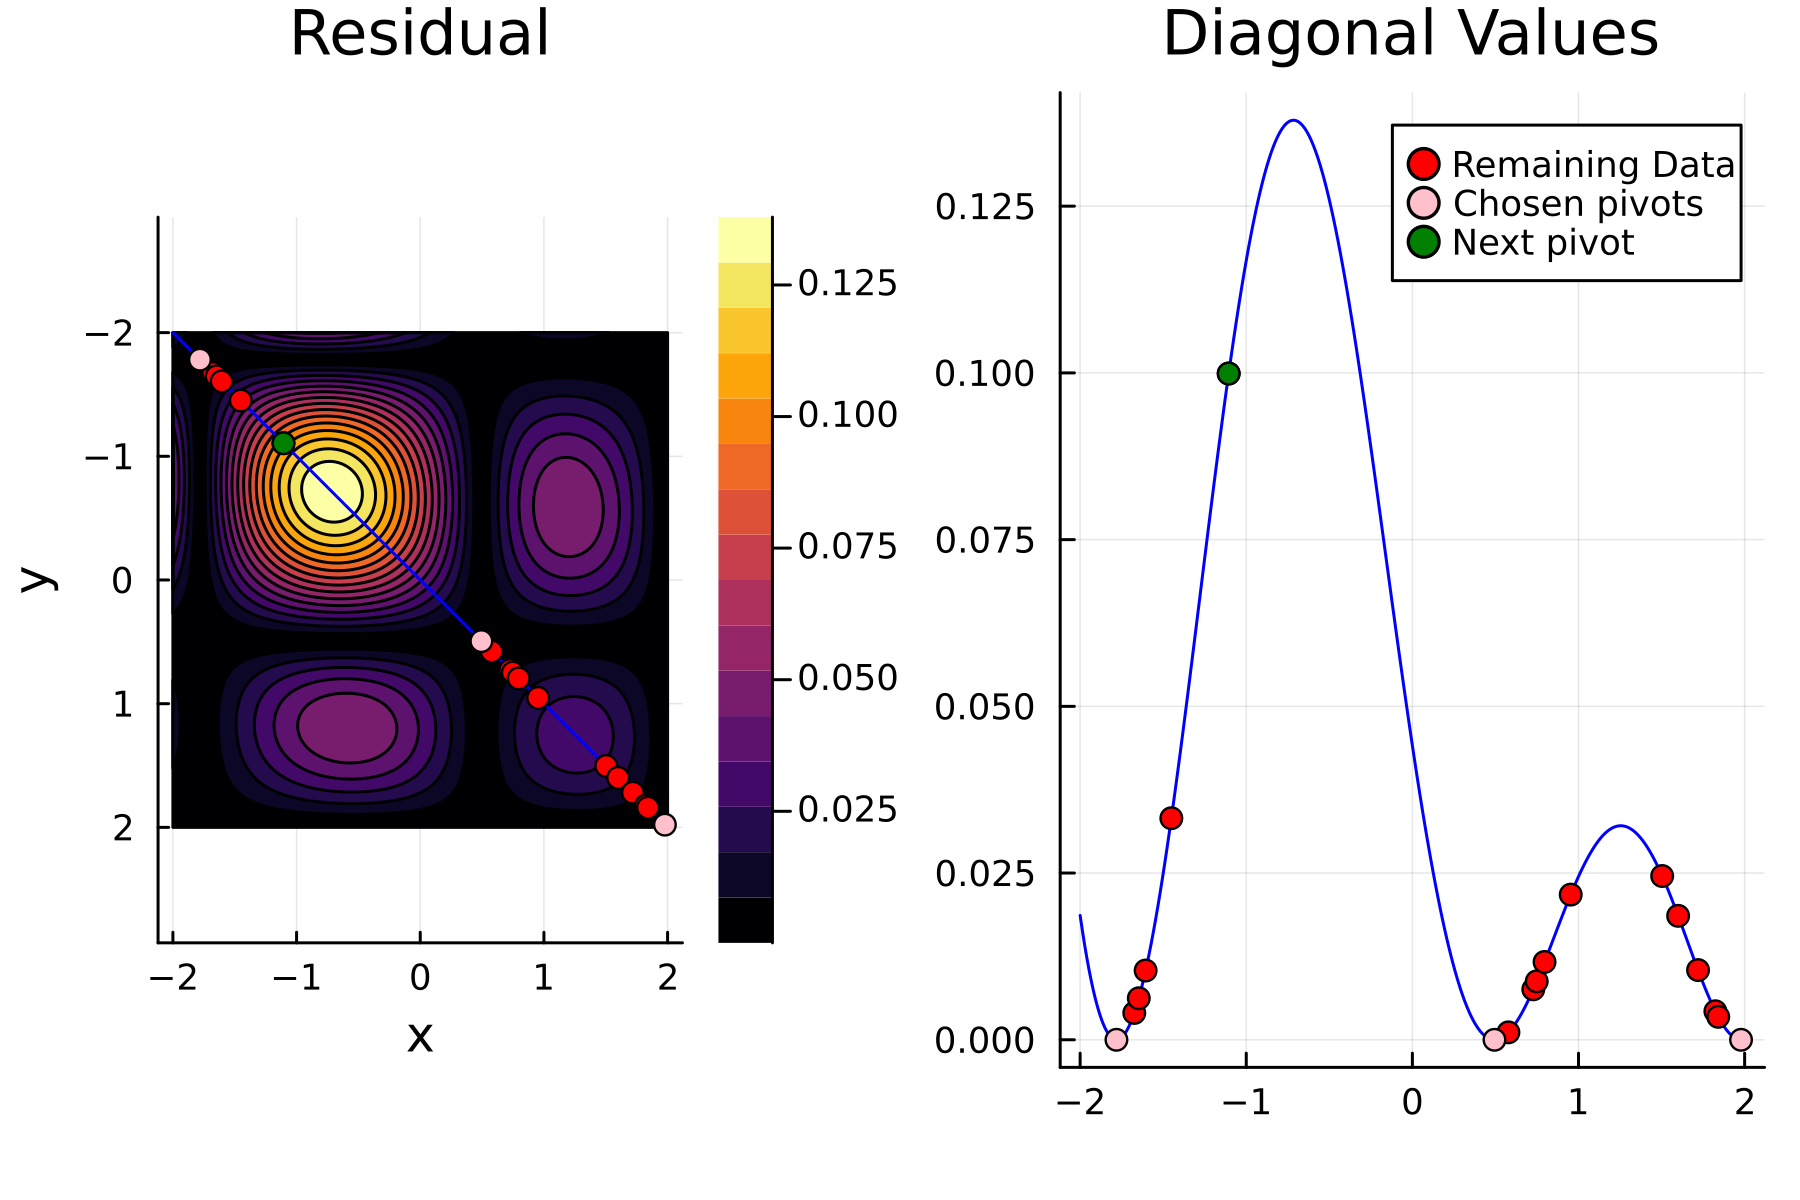 Residual
Diagonal Values
−2
−1
0
1
2
y
−2 −1 0 1 2
x
0.125
0.100
0.075
0.050
0.025
0.125
0.100
0.075
0.050
0.025
0.000
−2 −1 0 1 2
Remaining Data
Chosen pivots
Next pivot